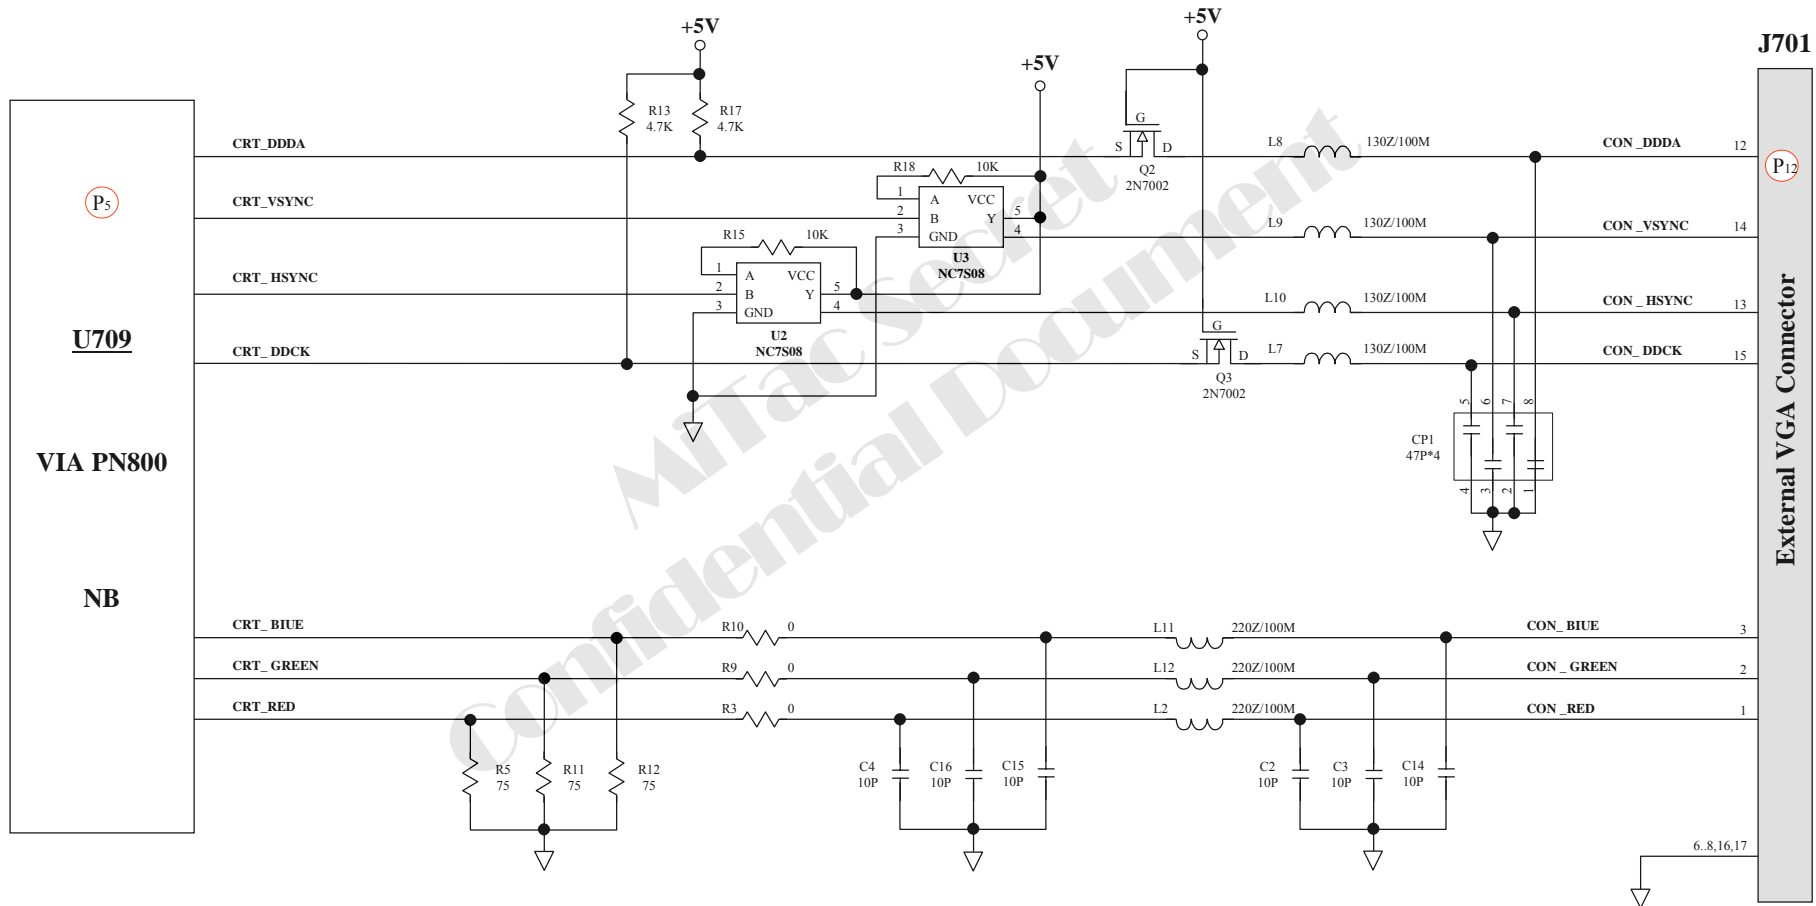 +5V
+5V
+5V
J701
R13
4.7K
R17
4.7K
CRT_DDDA
G
S
D
Q2
2N7002
L8
130Z/100M
CON _DDDA
12
P5
P12
R18
10K
CRT_VSYNC
1
2
3
A
B
GND
VCC
Y
5
4
U3
NC7S08
L9
130Z/100M
CON _VSYNC
14
R15
10K
CRT_ HSYNC
1
2
3
A
B
GND
VCC
Y
5
4
U2
NC7S08
L10
130Z/100M
CON _ HSYNC
13
U709
CRT_ DDCK
G
S
D
Q3
2N7002
L7
130Z/100M
CON_ DDCK
15
5
6
7
8
CP1
47P*4
4
3
2
1
External VGA Connector
VIA PN800
NB
MiTac Secret
Confidential Document
CRT_ BIUE
R10
0
L11
220Z/100M
CON_ BIUE
3
CRT_ GREEN
R9
0
L12
220Z/100M
CON _ GREEN
2
CRT_RED
R3
0
L2
220Z/100M
CON _RED
1
R5
75
R11
75
R12
75
C4
10P
C16
10P
C15
10P
C2
10P
C3
10P
C14
10P
6..8,16,17